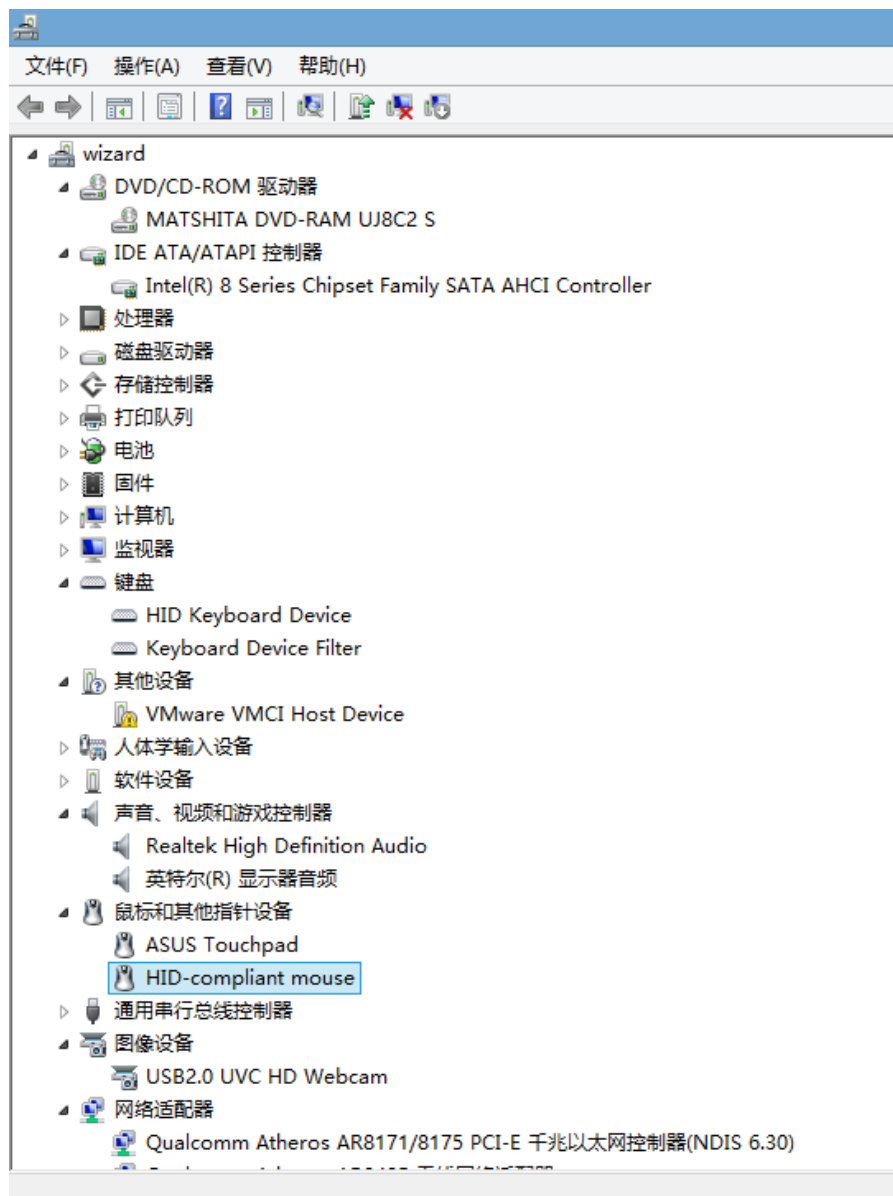 文件(F) 操作(A) 查看(V) 帮助(H)
wizard
DVD/CD-ROM 驱动器
MATSHITA DVD-RAM UJ8C2 S
IDE ATA/ATAPI 控制器
Intel(R) 8 Series Chipset Family SATA AHCI Controller
处理器
磁盘驱动器
存储控制器
打印队列
电池
固件
计算机
监视器
键盘
HID Keyboard Device
Keyboard Device Filter
其他设备
VMware VMCI Host Device
人体学输入设备
软件设备
声音、视频和游戏控制器
Realtek High Definition Audio
英特尔(R) 显示器音频
鼠标和其他指针设备
ASUS Touchpad
HID-compliant mouse
通用串行总线控制器
图像设备
USB2.0 UVC HD Webcam
网络适配器
Qualcomm Atheros AR8171/8175 PCI-E 千兆以太网控制器(NDIS 6.30)